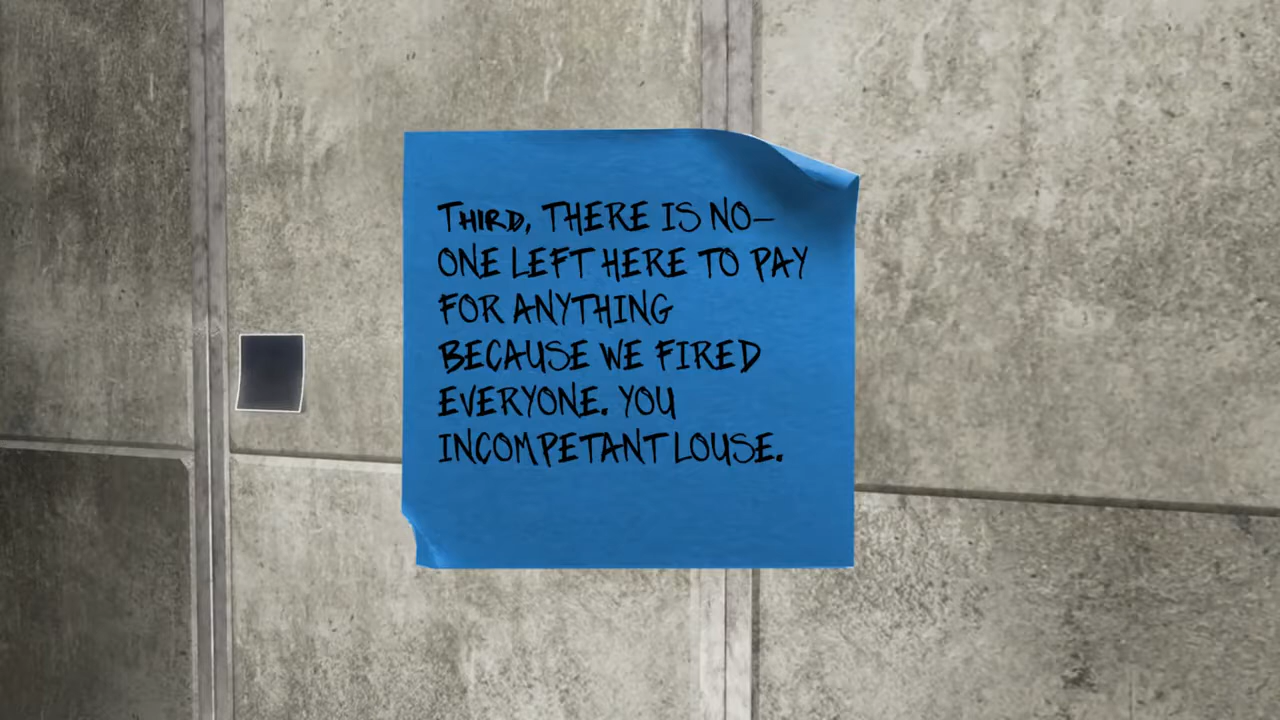 THIRD, THERE IS NO–
ONE LEFT HERE TO PAY
FOR ANYTHING
BECAUSE WE FIRED
EVERYONE. YOU
INCOMPETANT LOUSE.